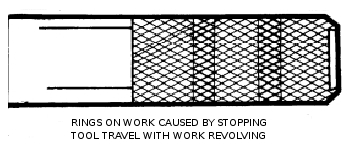 RINGS ON WORK CAUSED BY STOPPING
TOOL TRAVEL WITH WORK REVOLVING